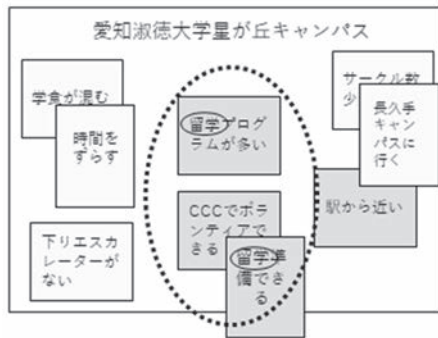 愛知淑徳大学星が丘キャンパス
学食が混む
時間を
ずらす
下りエスカ
レーターが
ない
留学プログ
ラムが多い
CCCでボラ
ンティアで
きる
留学準
備でき
る
サークル数
少
長久手
キャン
パスに
行く
駅から近い